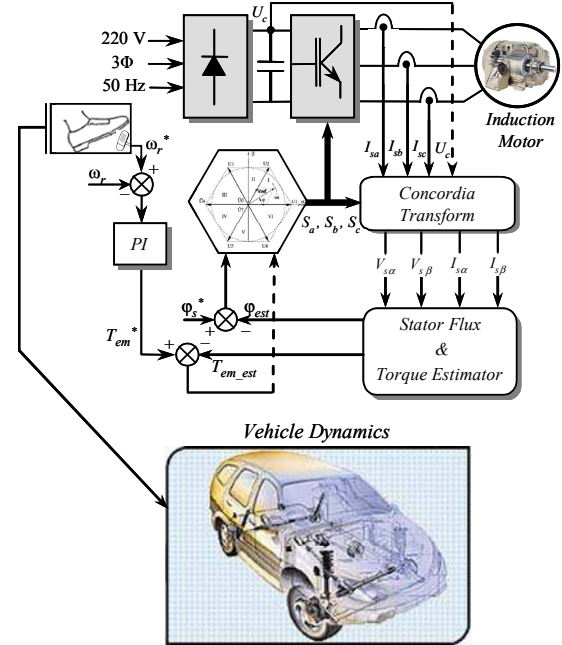 U_c
220 V
3Φ
50 Hz
ω_r*
ω_r
+
−
Induction
Motor
I_sa I_sb I_sc U_c
S_a, S_b, S_c
Concordia
Transform
PI
V_sα V_sβ I_sα I_sβ
φ_s*
φ_est
+
−
−
T_em*
+
−
T_em_est
Stator Flux
&
Torque Estimator
Vehicle Dynamics